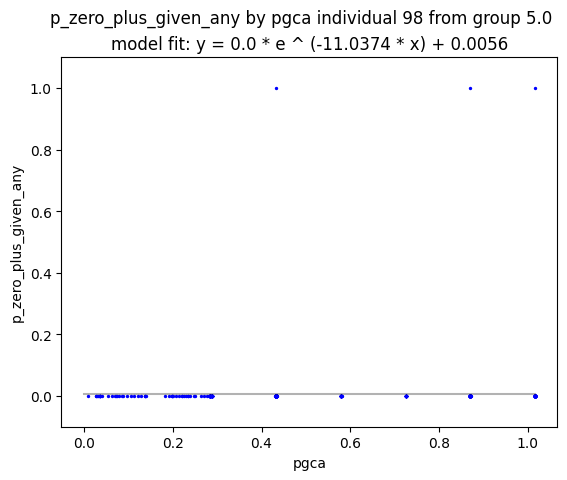 p_zero_plus_given_any by pgca individual 98 from group 5.0
model fit: y = 0.0 * e ^ (-11.0374 * x) + 0.0056
1.0
0.8
0.6
0.4
0.2
0.0
p_zero_plus_given_any
0.0 0.2 0.4 0.6 0.8 1.0
pgca